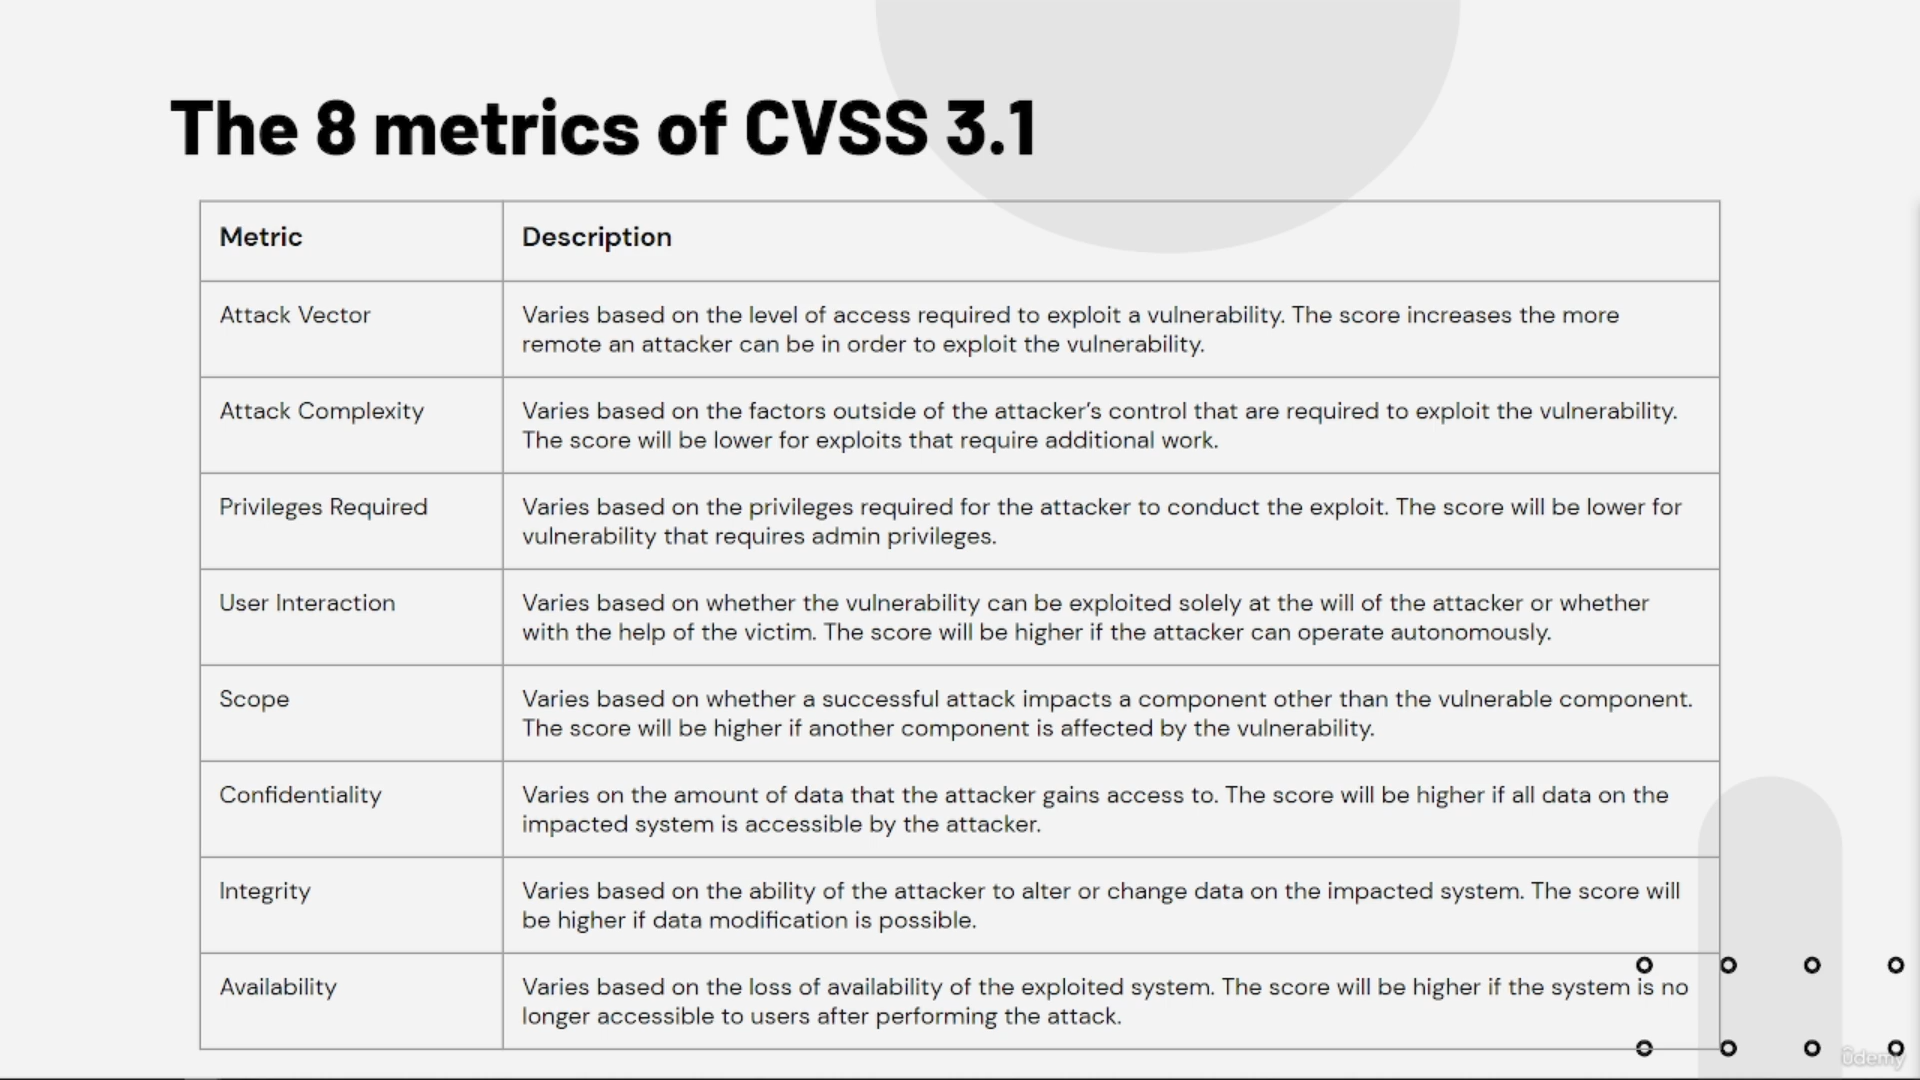 The 8 metrics of CVSS 3.1
Metric
Description
Attack Vector
Varies based on the level of access required to exploit a vulnerability. The score increases the more
remote an attacker can be in order to exploit the vulnerability.
Attack Complexity
Varies based on the factors outside of the attacker's control that are required to exploit the vulnerability.
The score will be lower for exploits that require additional work.
Privileges Required
Varies based on the privileges required for the attacker to conduct the exploit. The score will be lower for
vulnerability that requires admin privileges.
User Interaction
Varies based on whether the vulnerability can be exploited solely at the will of the attacker or whether
with the help of the victim. The score will be higher if the attacker can operate autonomously.
Scope
Varies based on whether a successful attack impacts a component other than the vulnerable component.
The score will be higher if another component is affected by the vulnerability.
Confidentiality
Varies on the amount of data that the attacker gains access to. The score will be higher if all data on the
impacted system is accessible by the attacker.
Integrity
Varies based on the ability of the attacker to alter or change data on the impacted system. The score will
be higher if data modification is possible.
Availability
Varies based on the loss of availability of the exploited system. The score will be higher if the system is no
longer accessible to users after performing the attack.
ûdemy